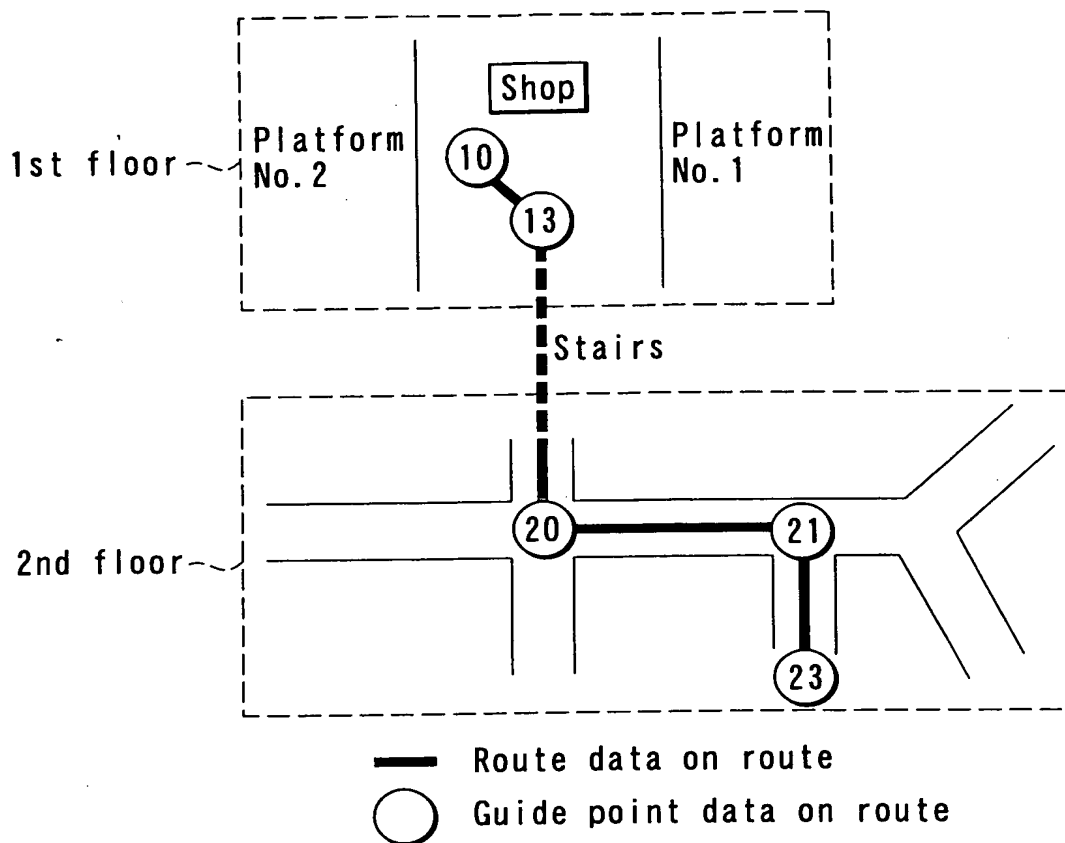 Shop
1st floor
Platform
No.2
Platform
No.1
10
13
Stairs
20
21
2nd floor
23
Route data on route
Guide point data on route